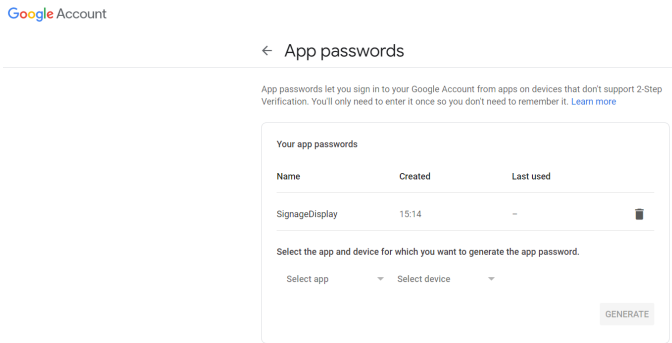 Google Account
← App passwords
App passwords let you sign in to your Google Account from apps on devices that don't support 2-Step
Verification. You'll only need to enter it once so you don't need to remember it. Learn more
Your app passwords
Name Created Last used
SignageDisplay 15:14 –
Select the app and device for which you want to generate the app password.
Select app Select device
GENERATE